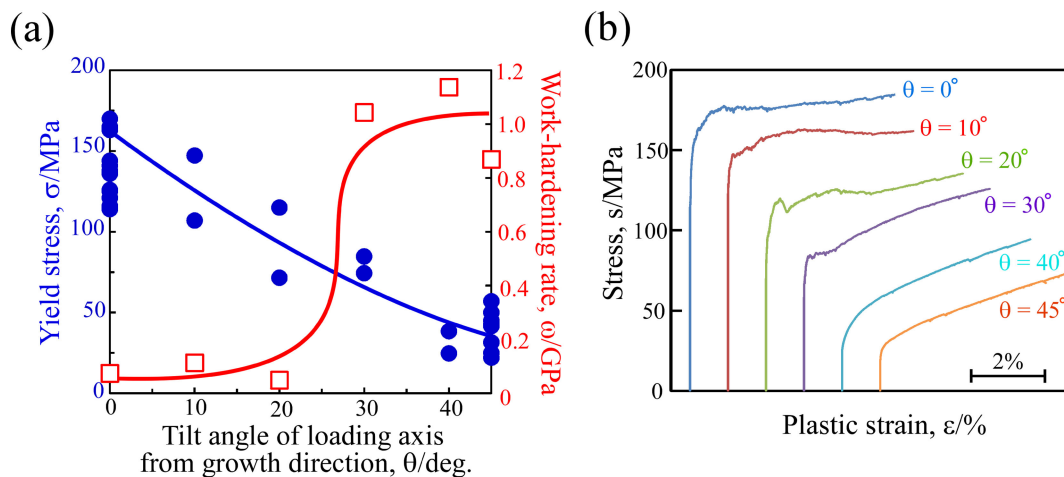 (a)
200
150
100
50
0
Yield stress, σ/MPa
1.2
1.0
0.8
0.6
0.4
0.2
0
Work-hardening rate, ω/GPa
0 10 20 30 40
Tilt angle of loading axis
from growth direction, θ/deg.
(b)
200
150
100
50
0
Stress, s/MPa
θ = 0°
θ = 10°
θ = 20°
θ = 30°
θ = 40°
θ = 45°
2%
Plastic strain, ε/%